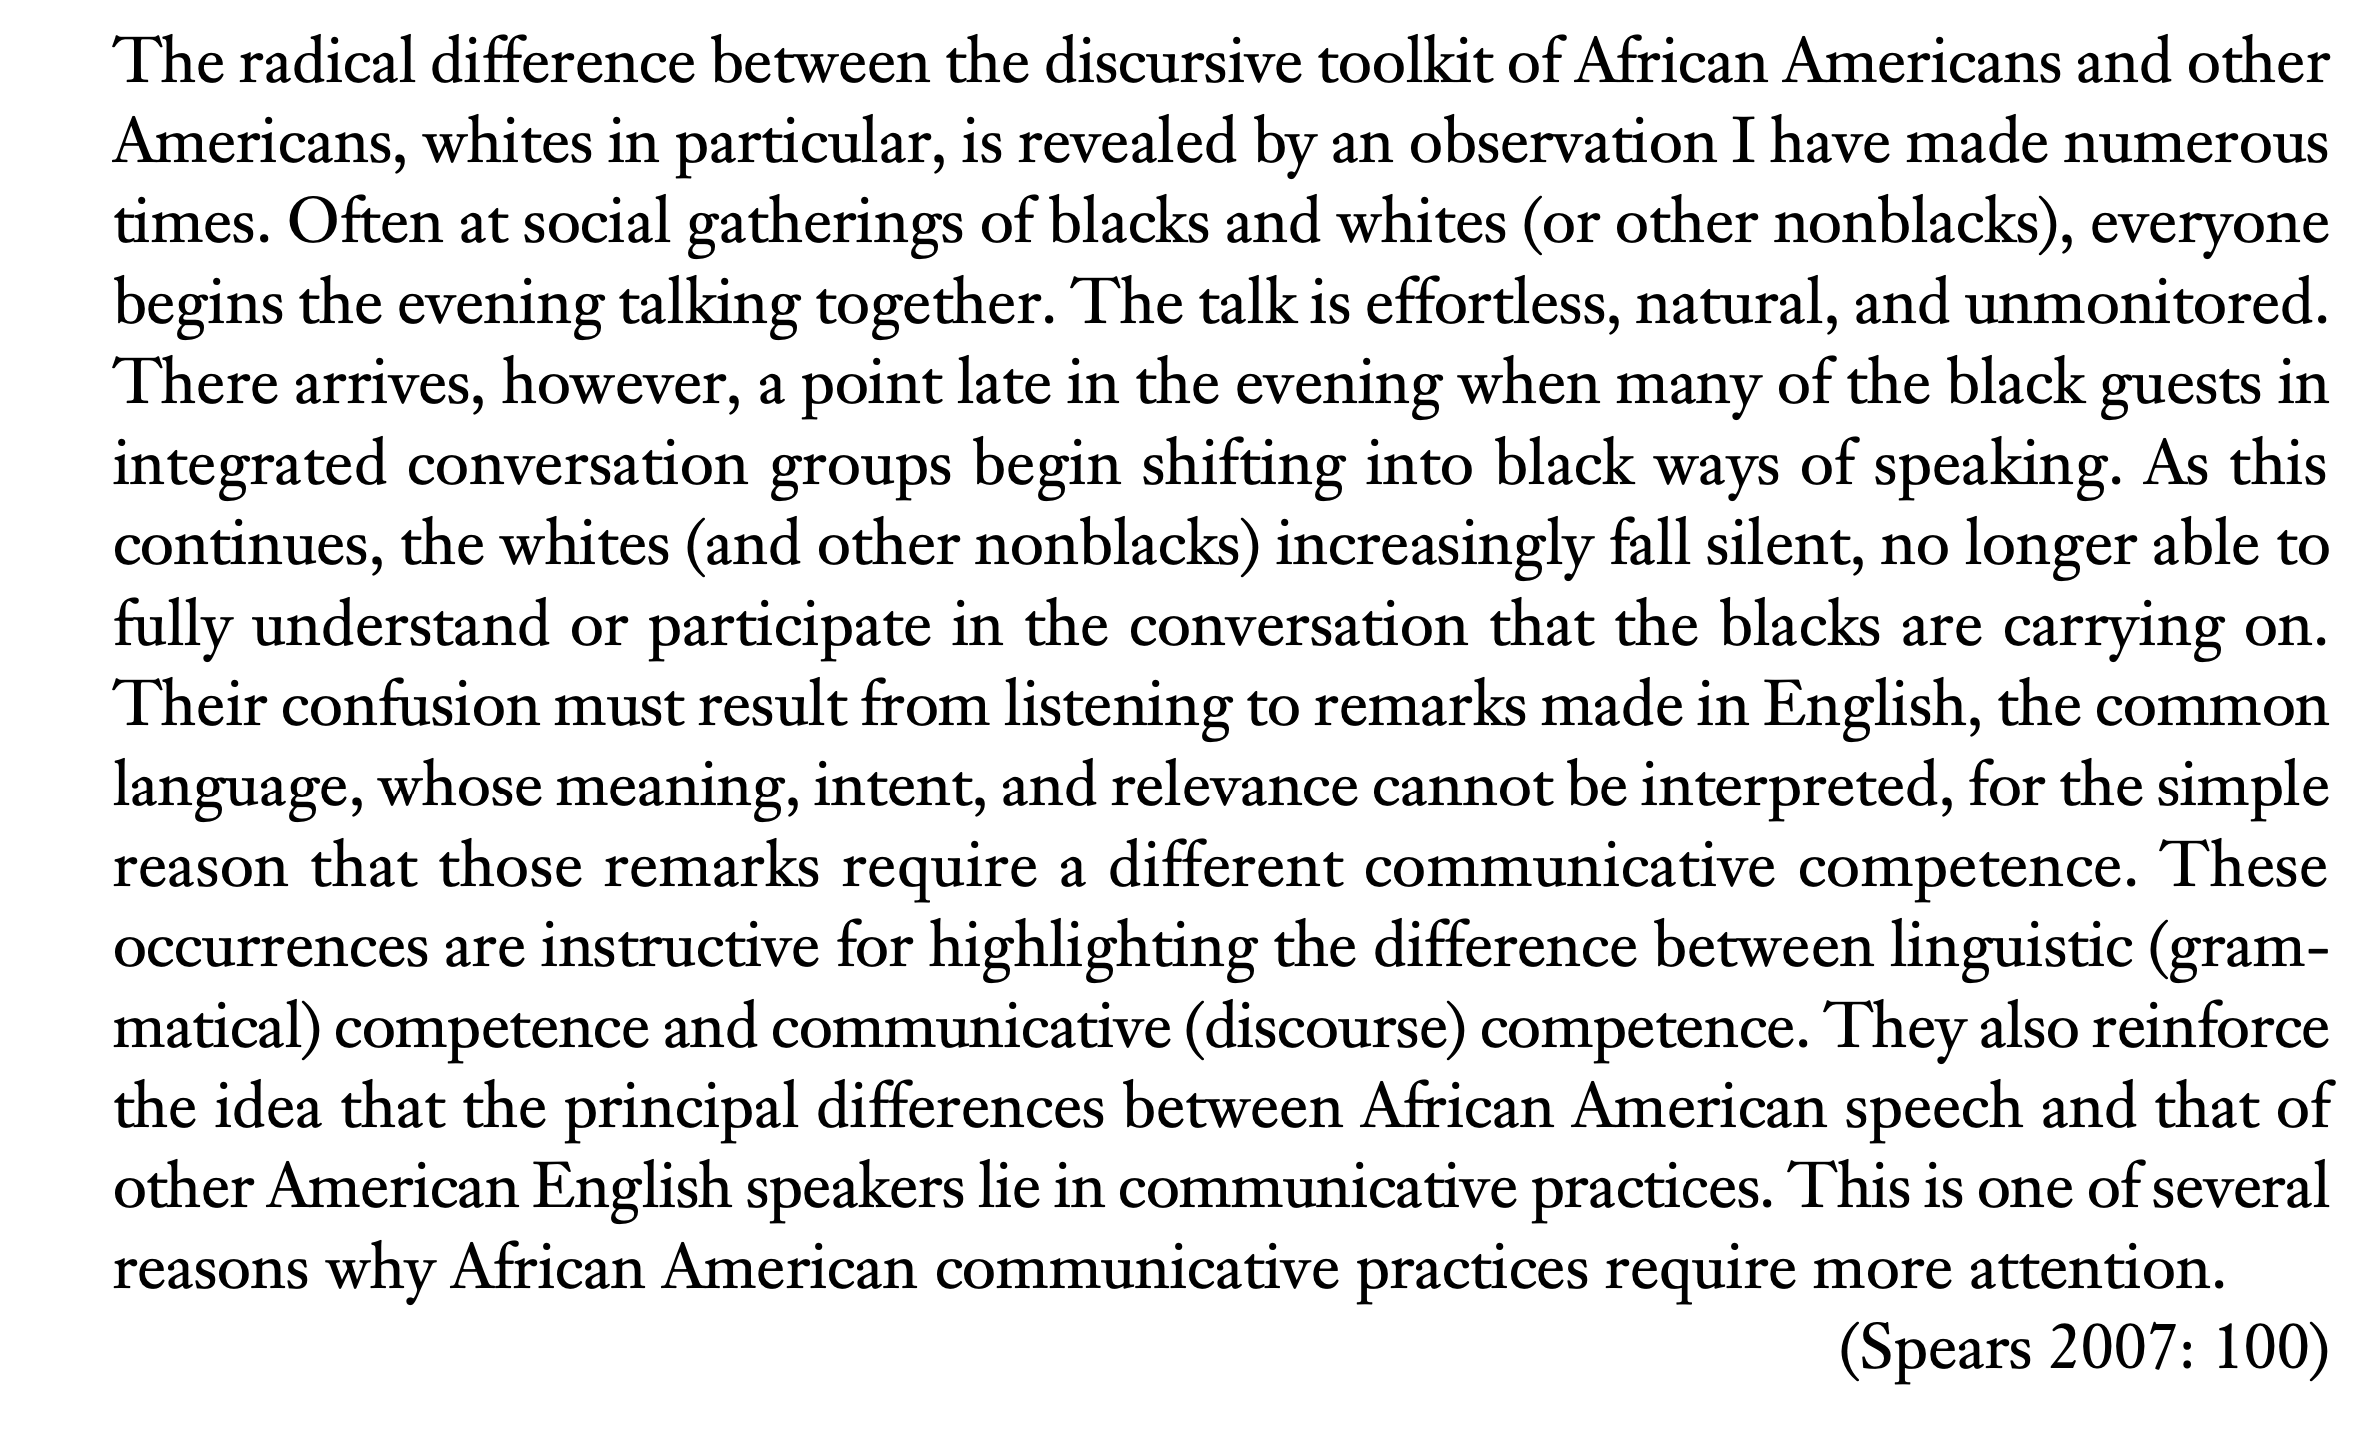 The radical difference between the discursive toolkit of African Americans and other
Americans, whites in particular, is revealed by an observation I have made numerous
times. Often at social gatherings of blacks and whites (or other nonblacks), everyone
begins the evening talking together. The talk is effortless, natural, and unmonitored.
There arrives, however, a point late in the evening when many of the black guests in
integrated conversation groups begin shifting into black ways of speaking. As this
continues, the whites (and other nonblacks) increasingly fall silent, no longer able to
fully understand or participate in the conversation that the blacks are carrying on.
Their confusion must result from listening to remarks made in English, the common
language, whose meaning, intent, and relevance cannot be interpreted, for the simple
reason that those remarks require a different communicative competence. These
occurrences are instructive for highlighting the difference between linguistic (gram-
matical) competence and communicative (discourse) competence. They also reinforce
the idea that the principal differences between African American speech and that of
other American English speakers lie in communicative practices. This is one of several
reasons why African American communicative practices require more attention.
(Spears 2007: 100)